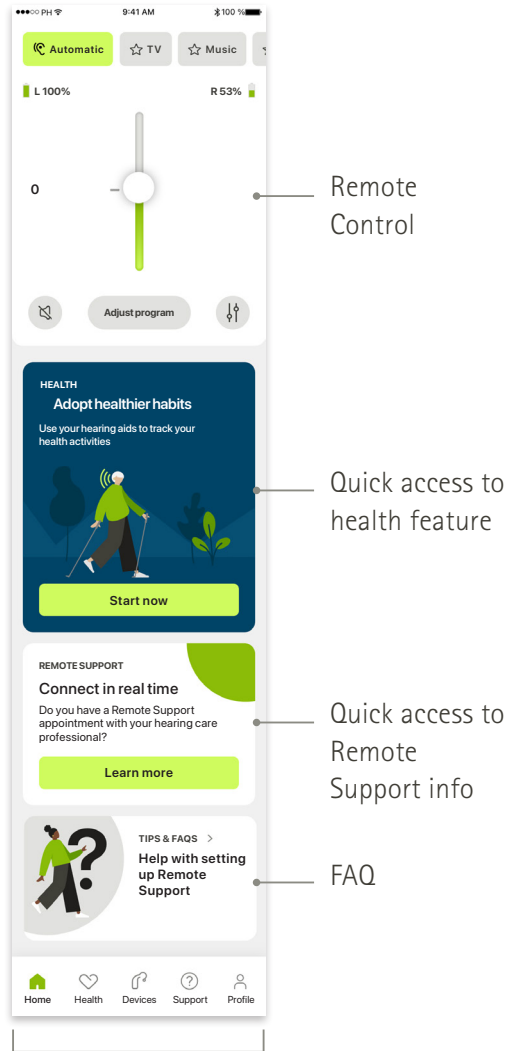 PH 9:41 AM 100 %
Automatic TV Music
L 100% R 53%
0
Remote
Control
Adjust program
HEALTH
Adopt healthier habits
Use your hearing aids to track your
health activities
Quick access to
health feature
Start now
REMOTE SUPPORT
Connect in real time
Do you have a Remote Support
appointment with your hearing care
professional?
Quick access to
Remote
Support info
Learn more
TIPS & FAQS >
Help with setting
up Remote
Support
?
FAQ
Home Health Devices Support Profile